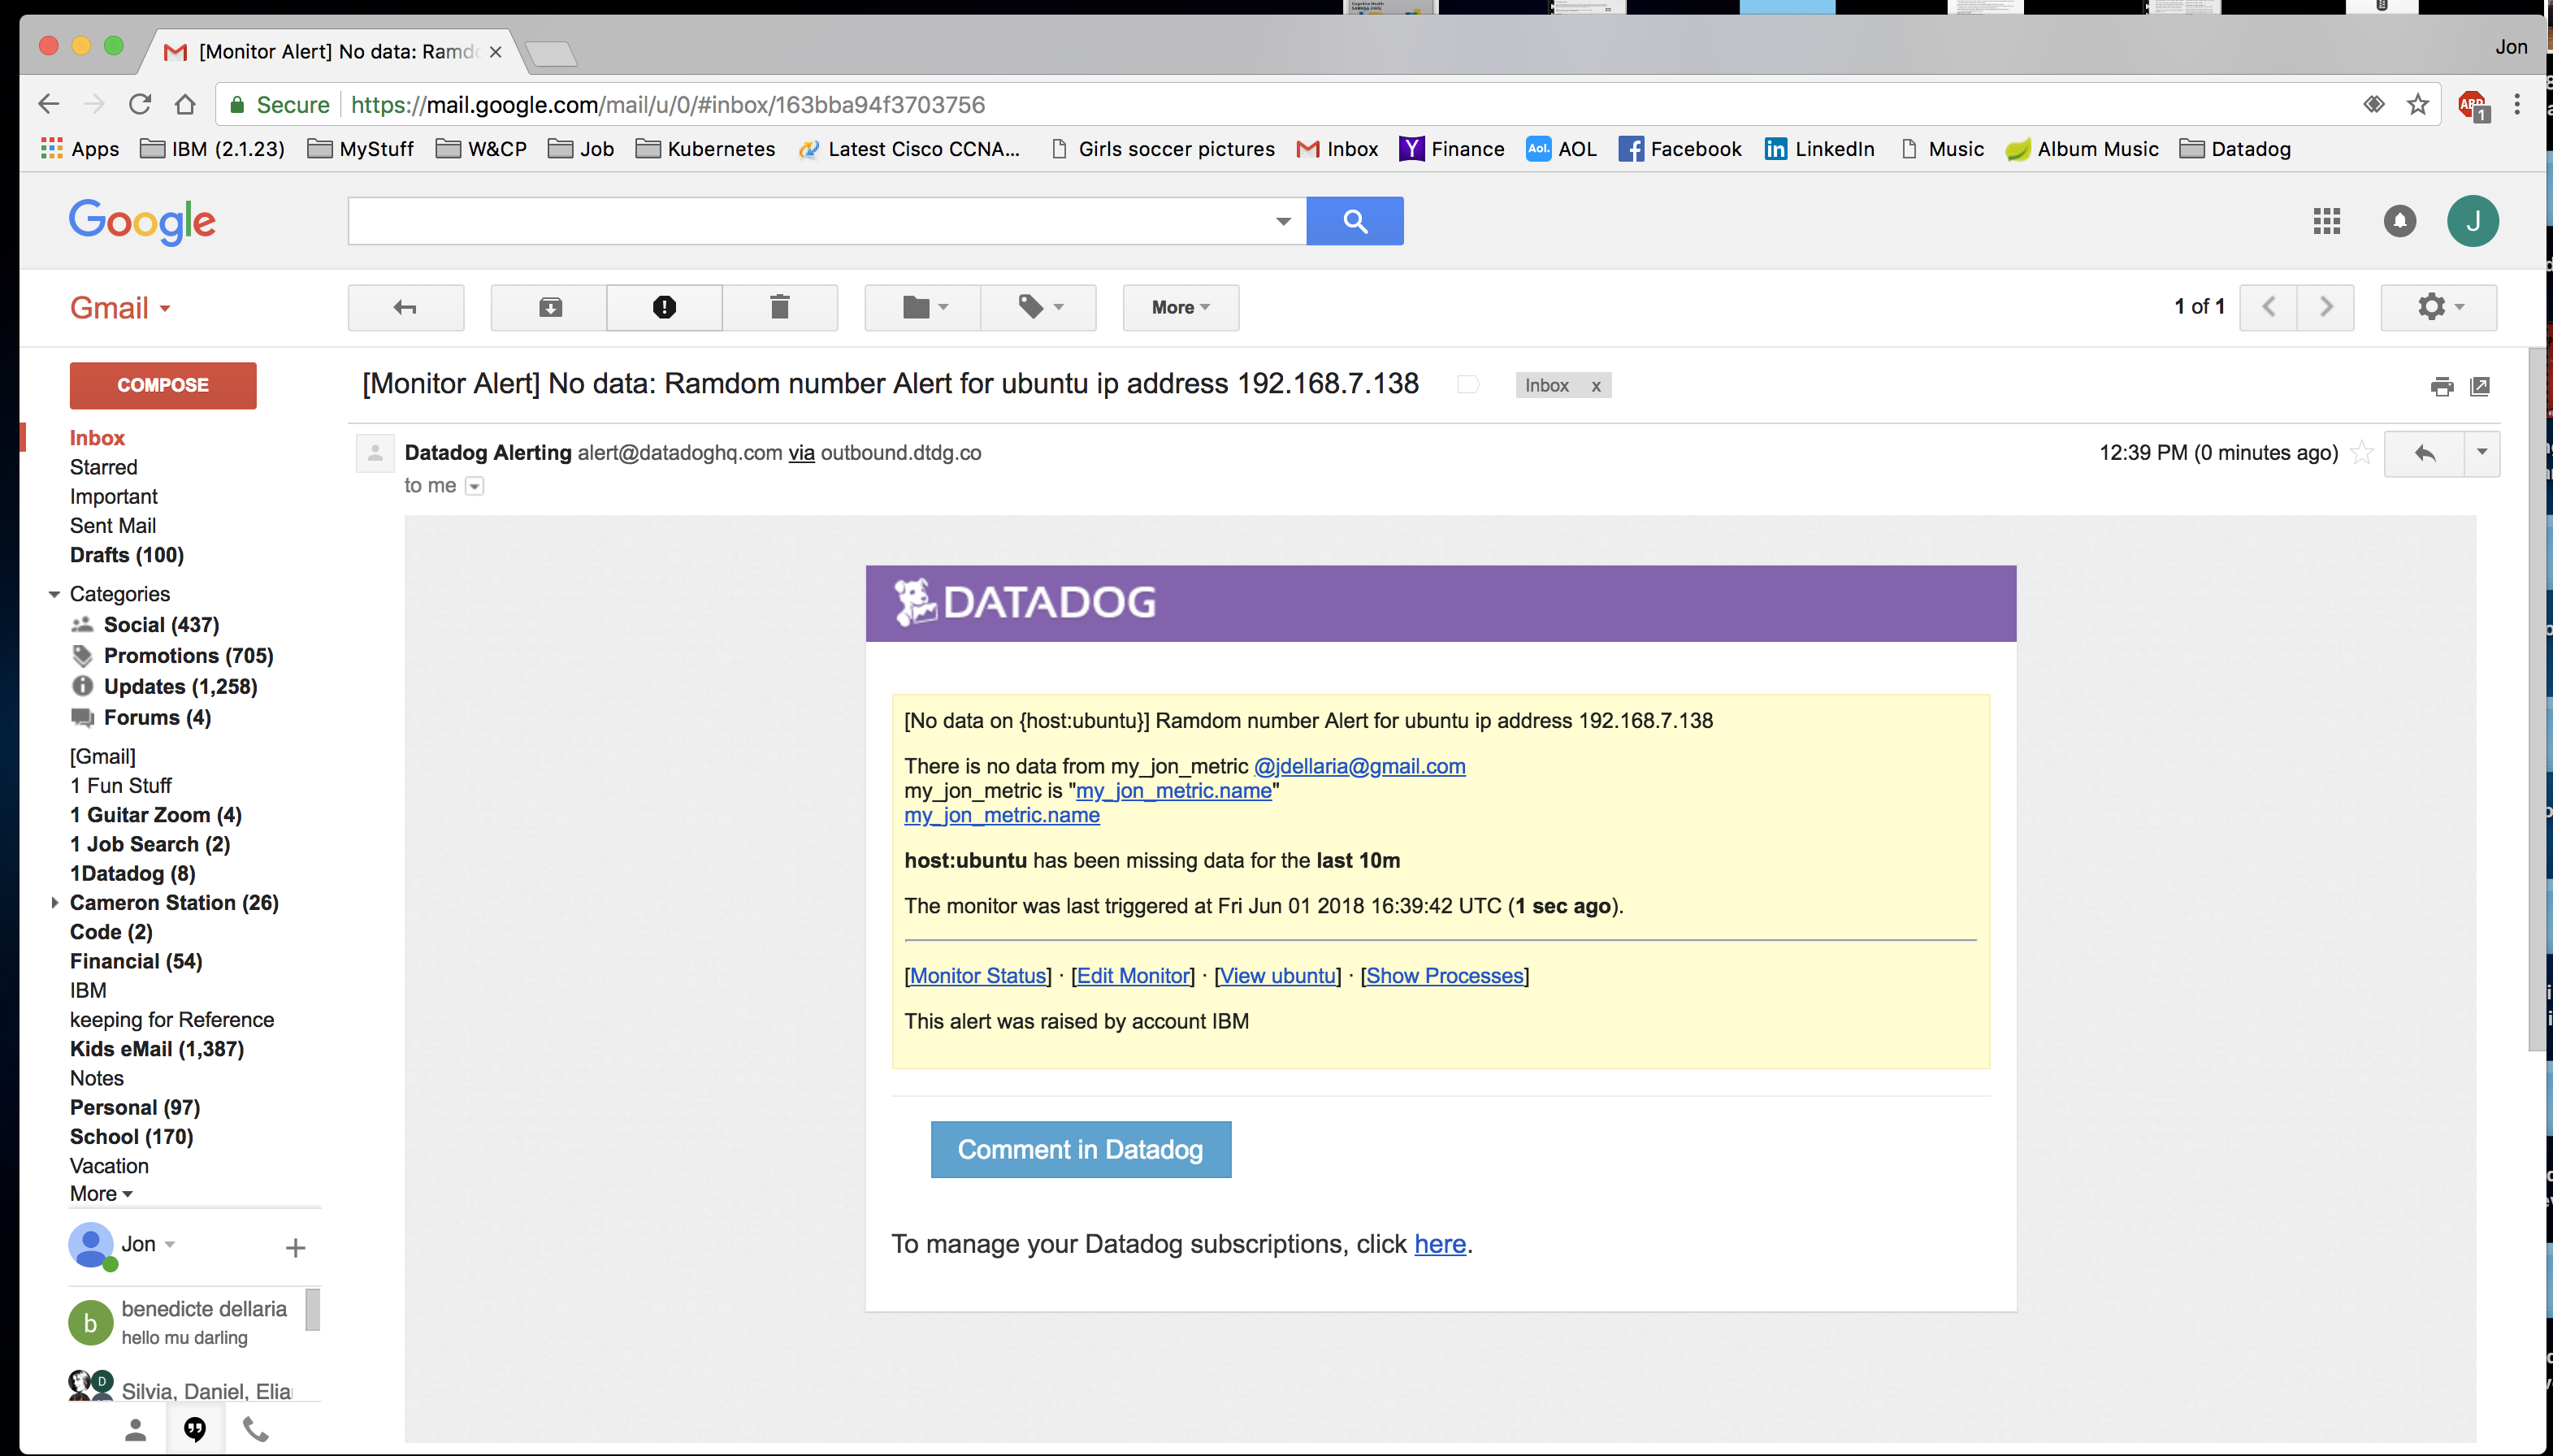 [Monitor Alert] No data: Ramdo
Jon
Secure https://mail.google.com/mail/u/0/#inbox/163bba94f3703756
ABP 1
Apps IBM (2.1.23) MyStuff W&CP Job Kubernetes Latest Cisco CCNA... Girls soccer pictures Inbox Finance Aol. AOL Facebook LinkedIn Music Album Music Datadog
Google
J
Gmail
More
1 of 1
COMPOSE
[Monitor Alert] No data: Ramdom number Alert for ubuntu ip address 192.168.7.138
Inbox x
Inbox
Starred
Important
Sent Mail
Drafts (100)
Categories
Social (437)
Promotions (705)
Updates (1,258)
Forums (4)
[Gmail]
1 Fun Stuff
1 Guitar Zoom (4)
1 Job Search (2)
1Datadog (8)
Cameron Station (26)
Code (2)
Financial (54)
IBM
keeping for Reference
Kids eMail (1,387)
Notes
Personal (97)
School (170)
Vacation
More
Jon
b
benedicte dellaria
hello mu darling
D
Silvia, Daniel, Elia
Datadog Alerting alert@datadoghq.com via outbound.dtdg.co
12:39 PM (0 minutes ago)
to me
DATADOG
[No data on {host:ubuntu}] Ramdom number Alert for ubuntu ip address 192.168.7.138
There is no data from my_jon_metric @jdellaria@gmail.com
my_jon_metric is "my_jon_metric.name"
my_jon_metric.name
host:ubuntu has been missing data for the last 10m
The monitor was last triggered at Fri Jun 01 2018 16:39:42 UTC (1 sec ago).
[Monitor Status] · [Edit Monitor] · [View ubuntu] · [Show Processes]
This alert was raised by account IBM
Comment in Datadog
To manage your Datadog subscriptions, click here.